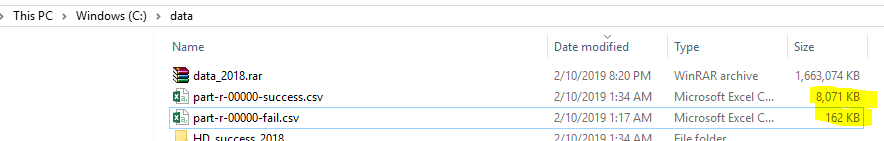 This PC > Windows (C:) > data
Name Date modified Type Size
data_2018.rar 2/10/2019 8:20 PM WinRAR archive 1,663,074 KB
part-r-00000-success.csv 2/10/2019 1:34 AM Microsoft Excel C... 8,071 KB
part-r-00000-fail.csv 2/10/2019 1:17 AM Microsoft Excel C... 162 KB
HD_success_2018 2/10/2019 1:34 AM File folder